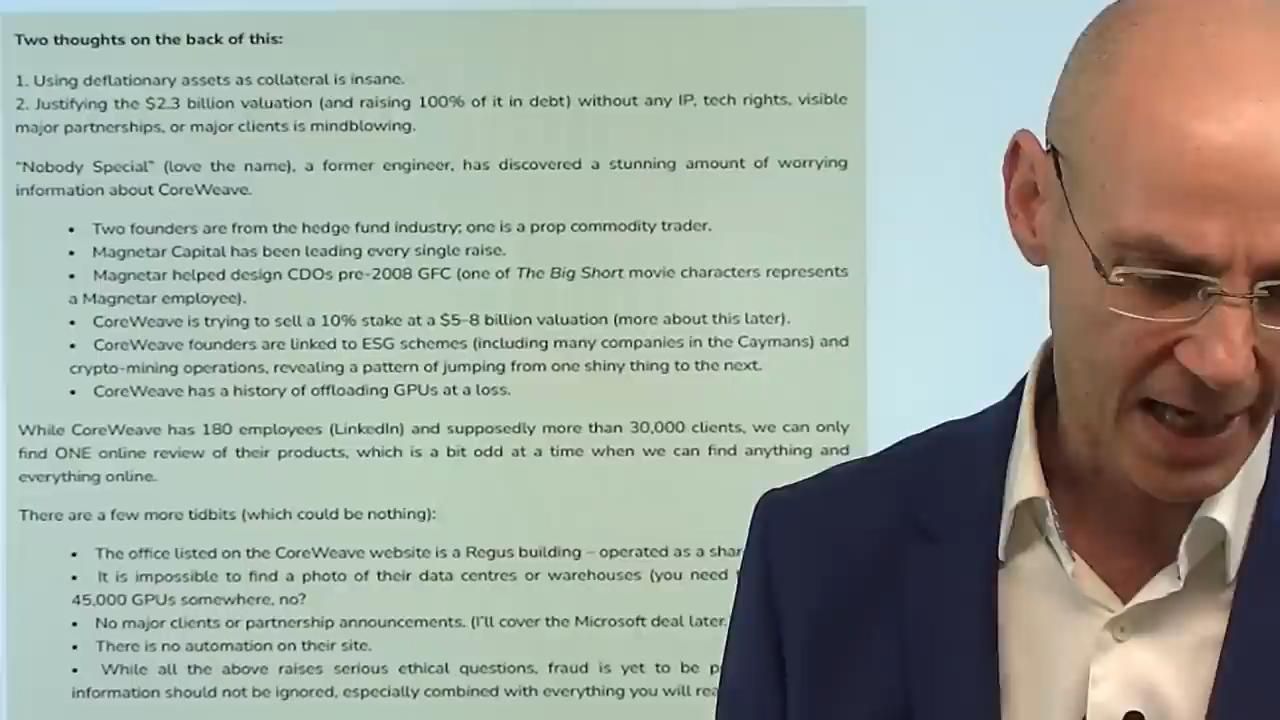 Two thoughts on the back of this:
1. Using deflationary assets as collateral is insane.
2. Justifying the $2.3 billion valuation (and raising 100% of it in debt) without any IP, tech rights, visible
major partnerships, or major clients is mindblowing.
"Nobody Special" (love the name), a former engineer, has discovered a stunning amount of worrying
information about CoreWeave.
• Two founders are from the hedge fund industry; one is a prop commodity trader.
• Magnetar Capital has been leading every single raise.
• Magnetar helped design CDOs pre-2008 GFC (one of The Big Short movie characters represents
a Magnetar employee).
• CoreWeave is trying to sell a 10% stake at a $5-8 billion valuation (more about this later).
• CoreWeave founders are linked to ESG schemes (including many companies in the Caymans) and
crypto-mining operations, revealing a pattern of jumping from one shiny thing to the next.
• CoreWeave has a history of offloading GPUs at a loss.
While CoreWeave has 180 employees (LinkedIn) and supposedly more than 30,000 clients, we can only
find ONE online review of their products, which is a bit odd at a time when we can find anything and
everything online.
There are a few more tidbits (which could be nothing):
• The office listed on the CoreWeave website is a Regus building – operated as a
• It is impossible to find a photo of their data centres or warehouses (you need
45,000 GPUs somewhere, no?
• No major clients or partnership announcements. (I'll cover the Microsoft deal later.
• There is no automation on their site.
• While all the above raises serious ethical questions, fraud is yet to be
information should not be ignored, especially combined with everything you will